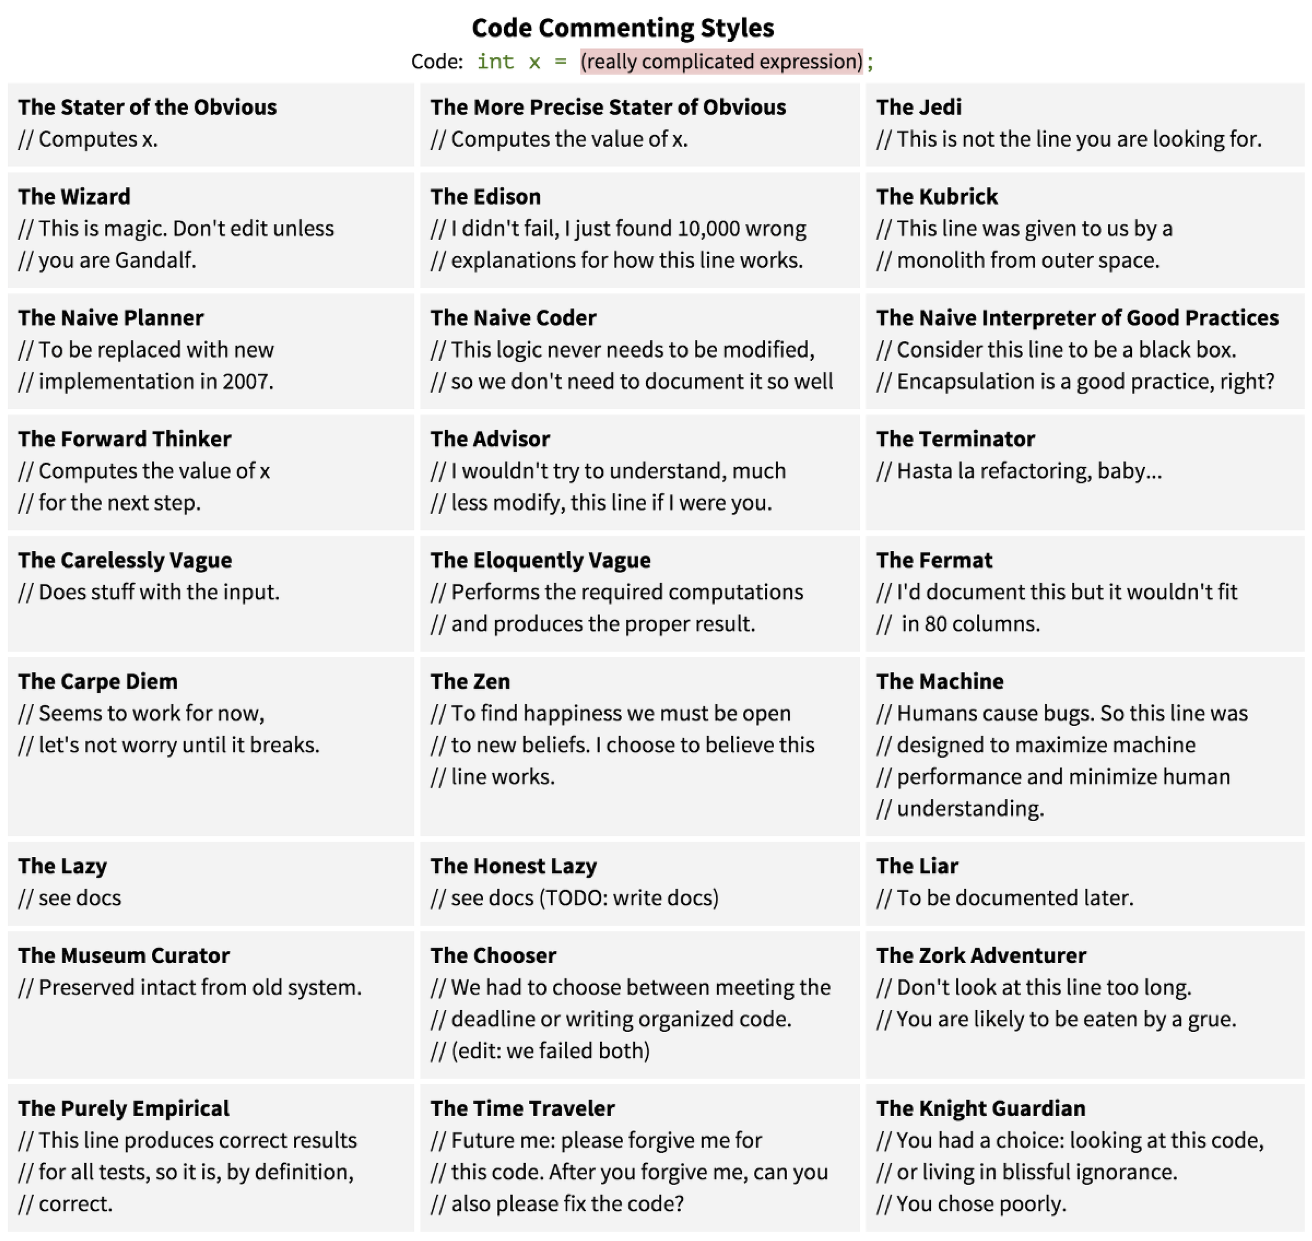 Code Commenting Styles
Code: int x = (really complicated expression);
The Stater of the Obvious
// Computes x.
The More Precise Stater of Obvious
// Computes the value of x.
The Jedi
// This is not the line you are looking for.
The Wizard
// This is magic. Don't edit unless
// you are Gandalf.
The Edison
// I didn't fail, I just found 10,000 wrong
// explanations for how this line works.
The Kubrick
// This line was given to us by a
// monolith from outer space.
The Naive Planner
// To be replaced with new
// implementation in 2007.
The Naive Coder
// This logic never needs to be modified,
// so we don't need to document it so well
The Naive Interpreter of Good Practices
// Consider this line to be a black box.
// Encapsulation is a good practice, right?
The Forward Thinker
// Computes the value of x
// for the next step.
The Advisor
// I wouldn't try to understand, much
// less modify, this line if I were you.
The Terminator
// Hasta la refactoring, baby...
The Carelessly Vague
// Does stuff with the input.
The Eloquently Vague
// Performs the required computations
// and produces the proper result.
The Fermat
// I'd document this but it wouldn't fit
//  in 80 columns.
The Carpe Diem
// Seems to work for now,
// let's not worry until it breaks.
The Zen
// To find happiness we must be open
// to new beliefs. I choose to believe this
// line works.
The Machine
// Humans cause bugs. So this line was
// designed to maximize machine
// performance and minimize human
// understanding.
The Lazy
// see docs
The Honest Lazy
// see docs (TODO: write docs)
The Liar
// To be documented later.
The Museum Curator
// Preserved intact from old system.
The Chooser
// We had to choose between meeting the
// deadline or writing organized code.
// (edit: we failed both)
The Zork Adventurer
// Don't look at this line too long.
// You are likely to be eaten by a grue.
The Purely Empirical
// This line produces correct results
// for all tests, so it is, by definition,
// correct.
The Time Traveler
// Future me: please forgive me for
// this code. After you forgive me, can you
// also please fix the code?
The Knight Guardian
// You had a choice: looking at this code,
// or living in blissful ignorance.
// You chose poorly.